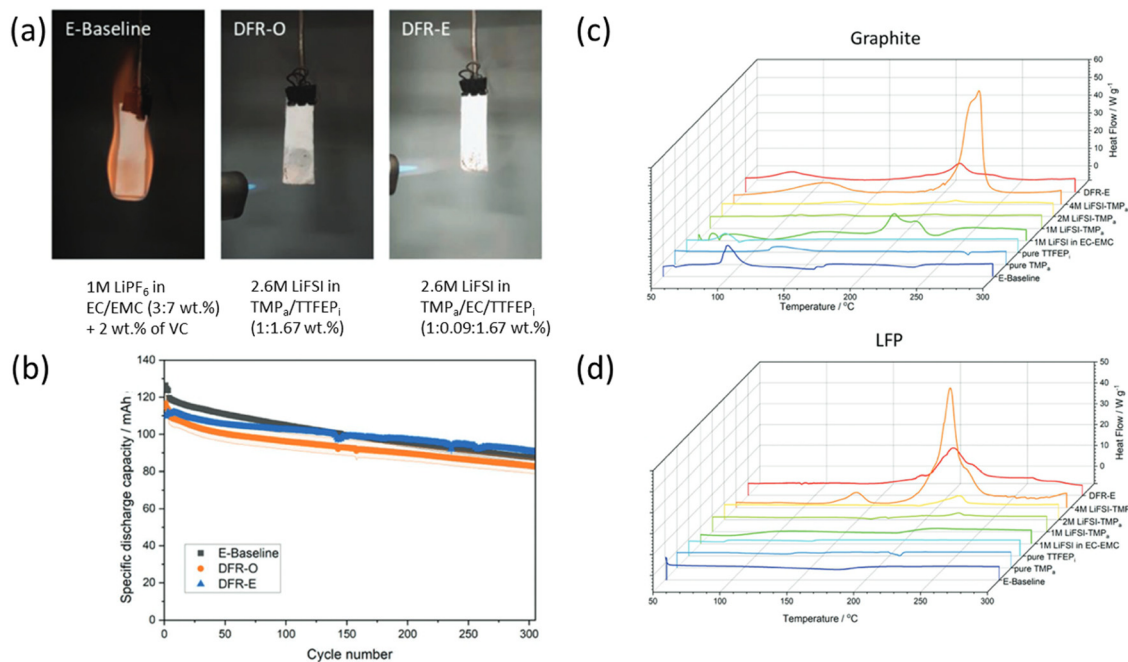 (a)
E-Baseline
DFR-O
DFR-E
1M LiPF₆ in
EC/EMC (3:7 wt.%)
+ 2 wt.% of VC
2.6M LiFSI in
TMPₐ/TTFEPᵢ
(1:1.67 wt.%)
2.6M LiFSI in
TMPₐ/EC/TTFEPᵢ
(1:0.09:1.67 wt.%)
(b)
Specific discharge capacity / mAh
140
120
100
80
60
40
20
0
E-Baseline
DFR-O
DFR-E
0 50 100 150 200 250 300
Cycle number
(c)
Graphite
60
50
40
30
20
10
0
Heat Flow / W g⁻¹
DFR-E
4M LiFSI-TMPₐ
2M LiFSI-TMPₐ
1M LiFSI-TMPₐ
1M LiFSI in EC-EMC
pure TTFEPᵢ
pure TMPₐ
E-Baseline
50 100 150 200 250 300
Temperature / °C
(d)
LFP
50
40
30
20
10
0
Heat Flow / W g⁻¹
DFR-E
4M LiFSI-TMP
2M LiFSI-TMPₐ
1M LiFSI-TMPₐ
1M LiFSI in EC-EMC
pure TTFEPᵢ
pure TMPₐ
E-Baseline
50 100 150 200 250 300
Temperature / °C